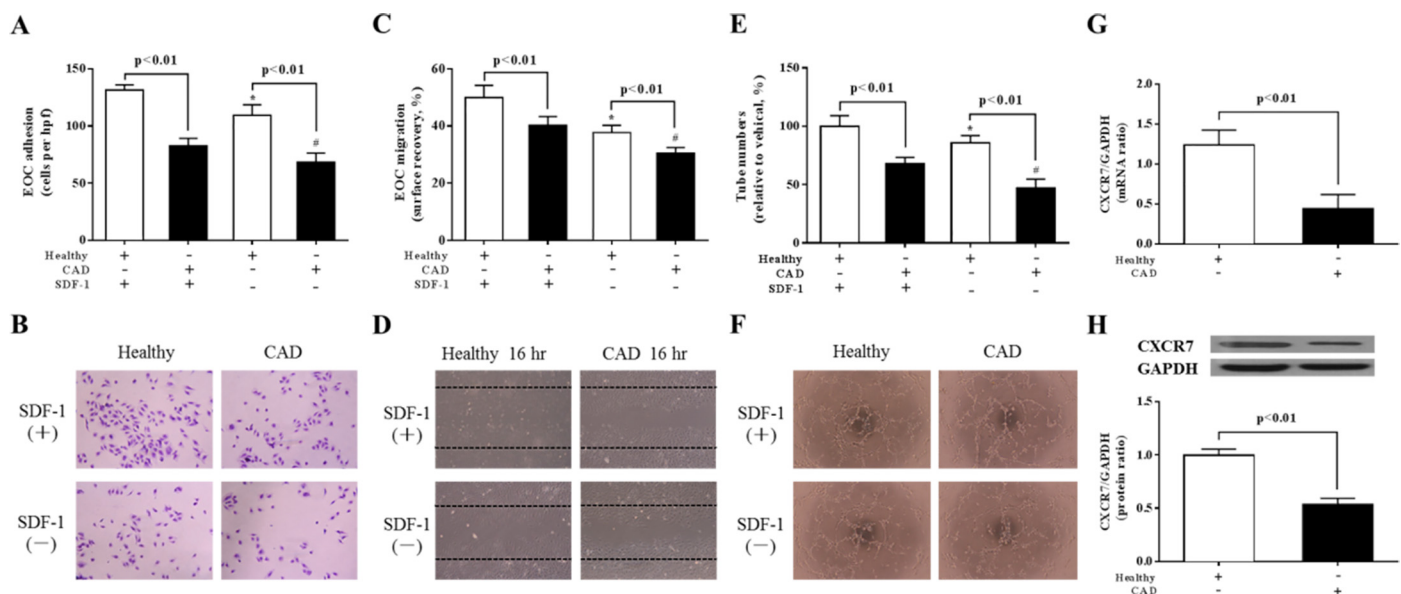 A
EOC adhesion
(cells per hpf)
150
100
50
0
p<0.01
p<0.01
*
#
Healthy + - + -
CAD - + - +
SDF-1 + + - -
B
Healthy CAD
SDF-1
(+)
SDF-1
(−)
C
EOC migration
(surface recovery, %)
60
40
20
0
p<0.01
p<0.01
*
#
Healthy + - + -
CAD - + - +
SDF-1 + + - -
D
Healthy 16 hr CAD 16 hr
SDF-1
(+)
SDF-1
(−)
E
Tube numbers
(relative to vehical, %)
150
100
50
0
p<0.01
p<0.01
*
#
Healthy + - + -
CAD - + - +
SDF-1 + + - -
F
Healthy CAD
SDF-1
(+)
SDF-1
(−)
G
CXCR7/GAPDH
(mRNA ratio)
2.0
1.5
1.0
0.5
0.0
p<0.01
Healthy + -
CAD - +
H
CXCR7
GAPDH
CXCR7/GAPDH
(protein ratio)
1.5
1.0
0.5
0.0
p<0.01
Healthy + -
CAD - +